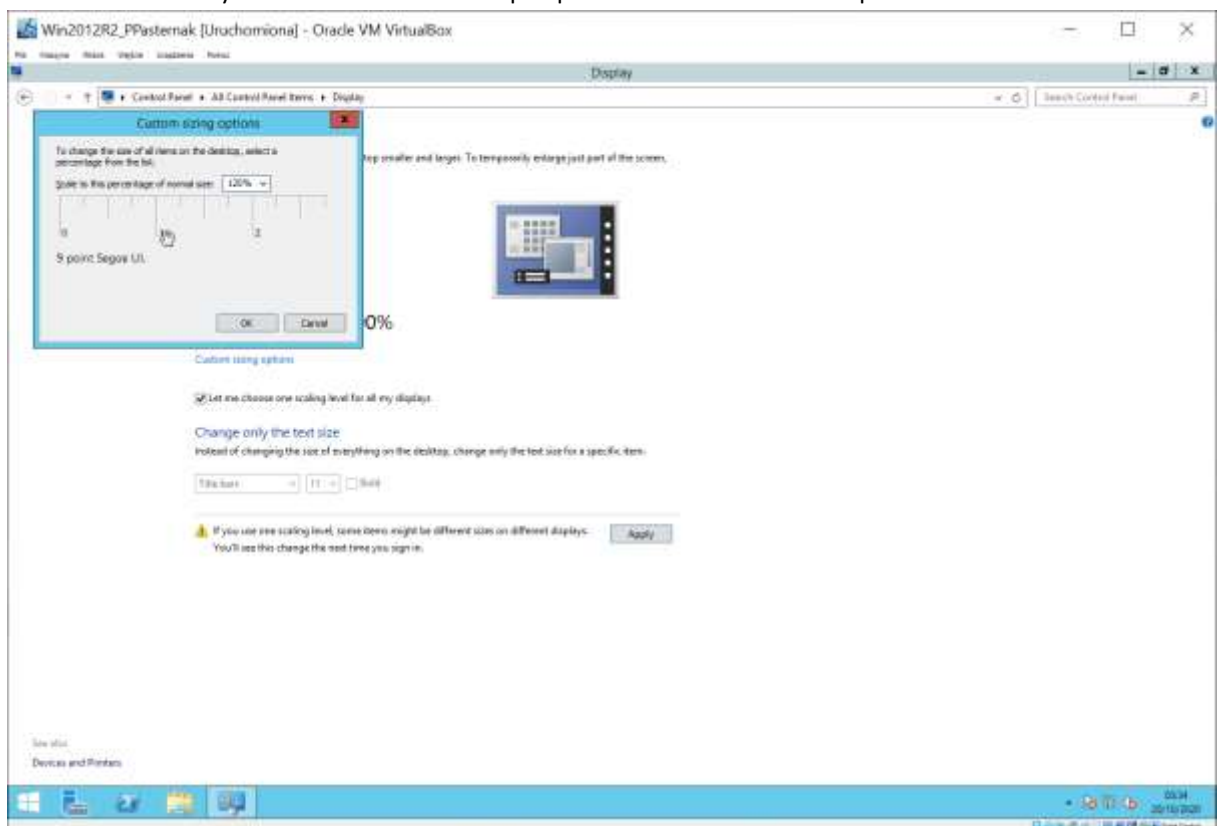 Win2012R2_PPasternak [Uruchomiona] - Oracle VM VirtualBox
Display
Control Panel ▸ All Control Panel Items ▸ Display
Search Control Panel
Custom sizing options
To change the size of all items on the desktop, select a
percentage from the list.
top smaller and larger. To temporarily enlarge just part of the screen,
Scale to this percentage of normal size: 120%
0
2
9 point Segoe UI.
OK Cancel
0%
Custom sizing options
Let me choose one scaling level for all my displays
Change only the text size
Instead of changing the size of everything on the desktop, change only the text size for a specific item.
Title bars 11 Bold
If you use one scaling level, some items might be different sizes on different displays.
You'll see this change the next time you sign in.
Apply
See also
Devices and Printers